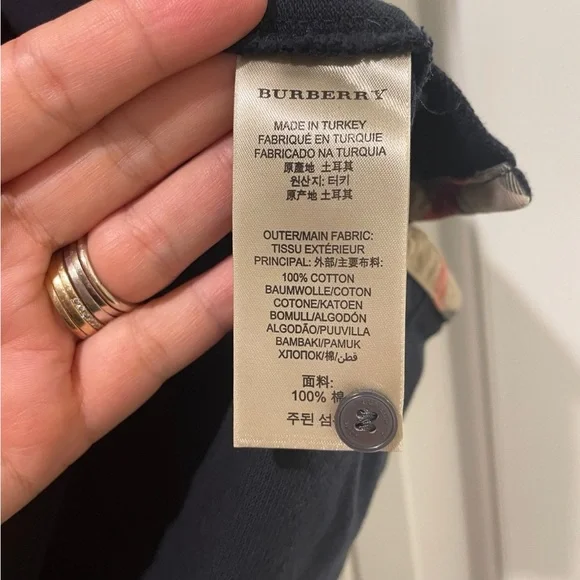 BURBERRY
MADE IN TURKEY
FABRIQUÉ EN TURQUIE
FABRICADO NA TURQUIA
原產地 土耳其
원산지: 터키
原产地 土耳其
OUTER/MAIN FABRIC:
TISSU EXTÉRIEUR
PRINCIPAL: 外部/主要布料:
100% COTTON
BAUMWOLLE/COTON
COTONE/KATOEN
BOMULL/ALGODÓN
ALGODÃO/PUUVILLA
BAMBAKI/PAMUK
ХЛОПОК/棉/قطن
面料:
100% 棉
주된